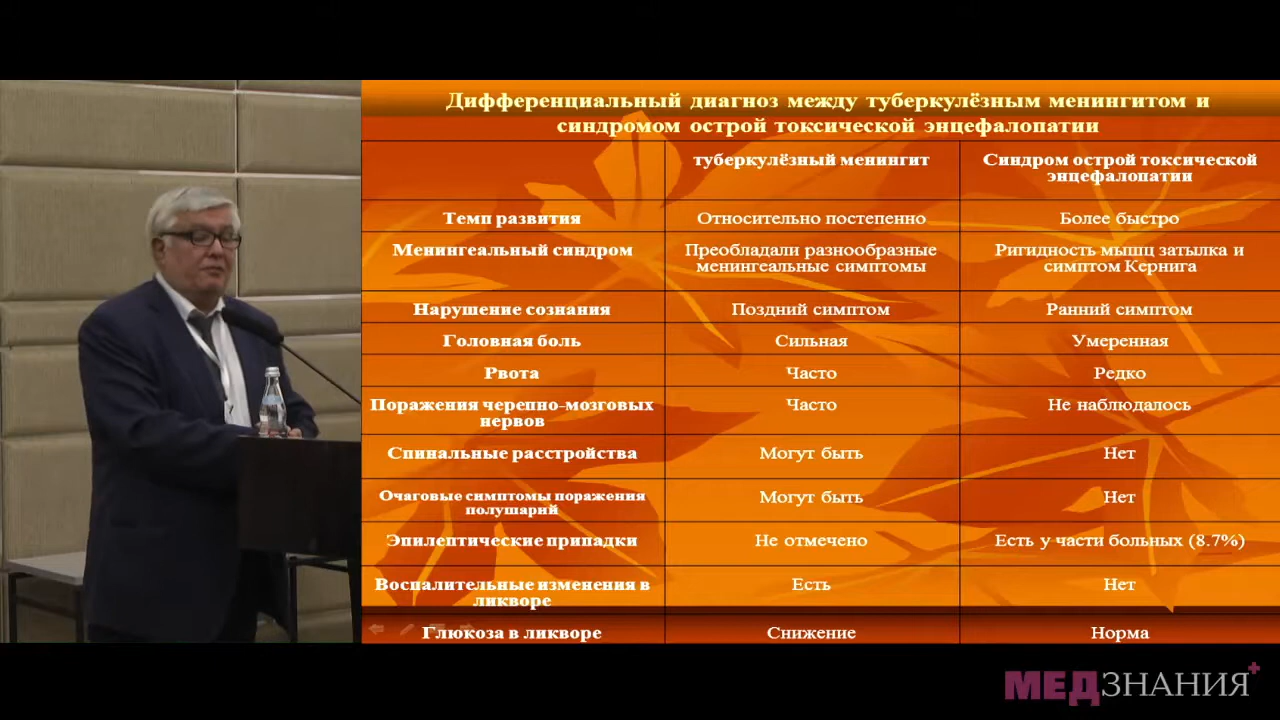 Дифференциальный диагноз между туберкулёзным менингитом и
синдромом острой токсической энцефалопатии
туберкулёзный менингит
Синдром острой токсической
энцефалопатии
Темп развития
Относительно постепенно
Более быстро
Менингеальный синдром
Преобладали разнообразные
менингеальные симптомы
Ригидность мышц затылка и
симптом Кернига
Нарушение сознания
Поздний симптом
Ранний симптом
Головная боль
Сильная
Умеренная
Рвота
Часто
Редко
Поражения черепно-мозговых
нервов
Часто
Не наблюдалось
Спинальные расстройства
Могут быть
Нет
Очаговые симптомы поражения
полушарий
Могут быть
Нет
Эпилептические припадки
Не отмечено
Есть у части больных (8.7%)
Воспалительные изменения в
ликворе
Есть
Нет
Глюкоза в ликворе
Снижение
Норма
МЕДЗНАНИЯ+